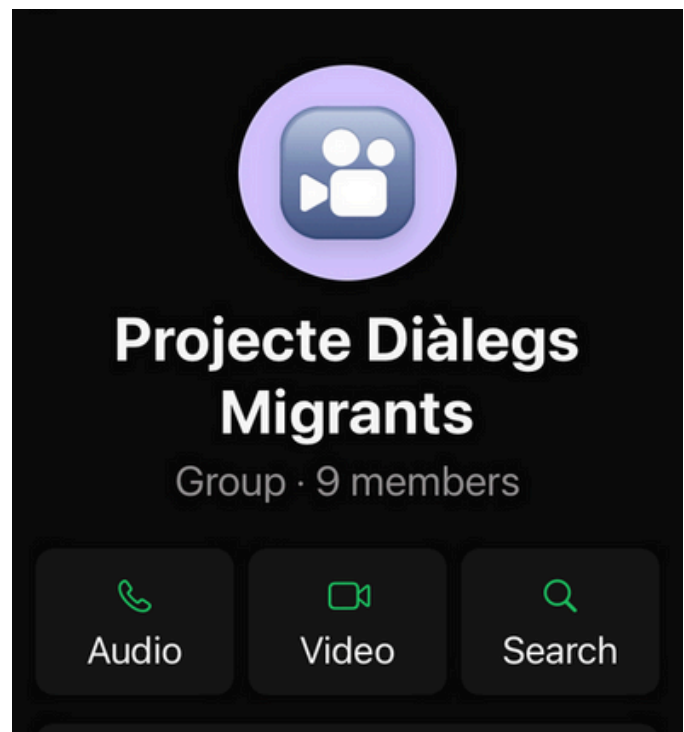 Projecte Diàlegs
Migrants
Group · 9 members
Audio
Video
Search